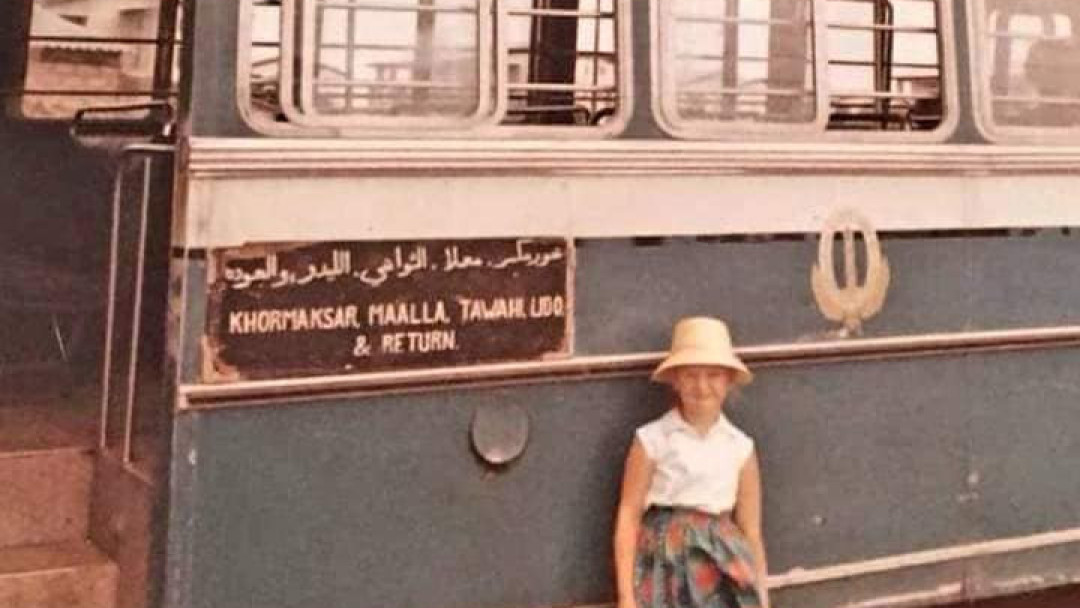 خورمكسر. معلا. التواهي. الليدو. والعوده
KHORMAKSAR, MAALLA, TAWAHI, LIDO,
& RETURN.